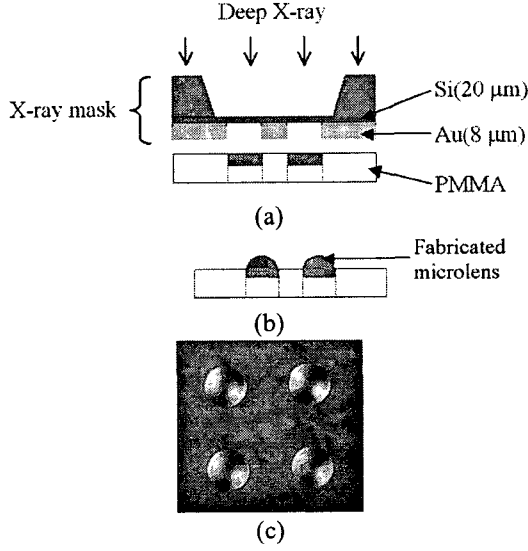 Deep X-ray
X-ray mask
Si(20 μm)
Au(8 μm)
PMMA
(a)
Fabricated
microlens
(b)
(c)